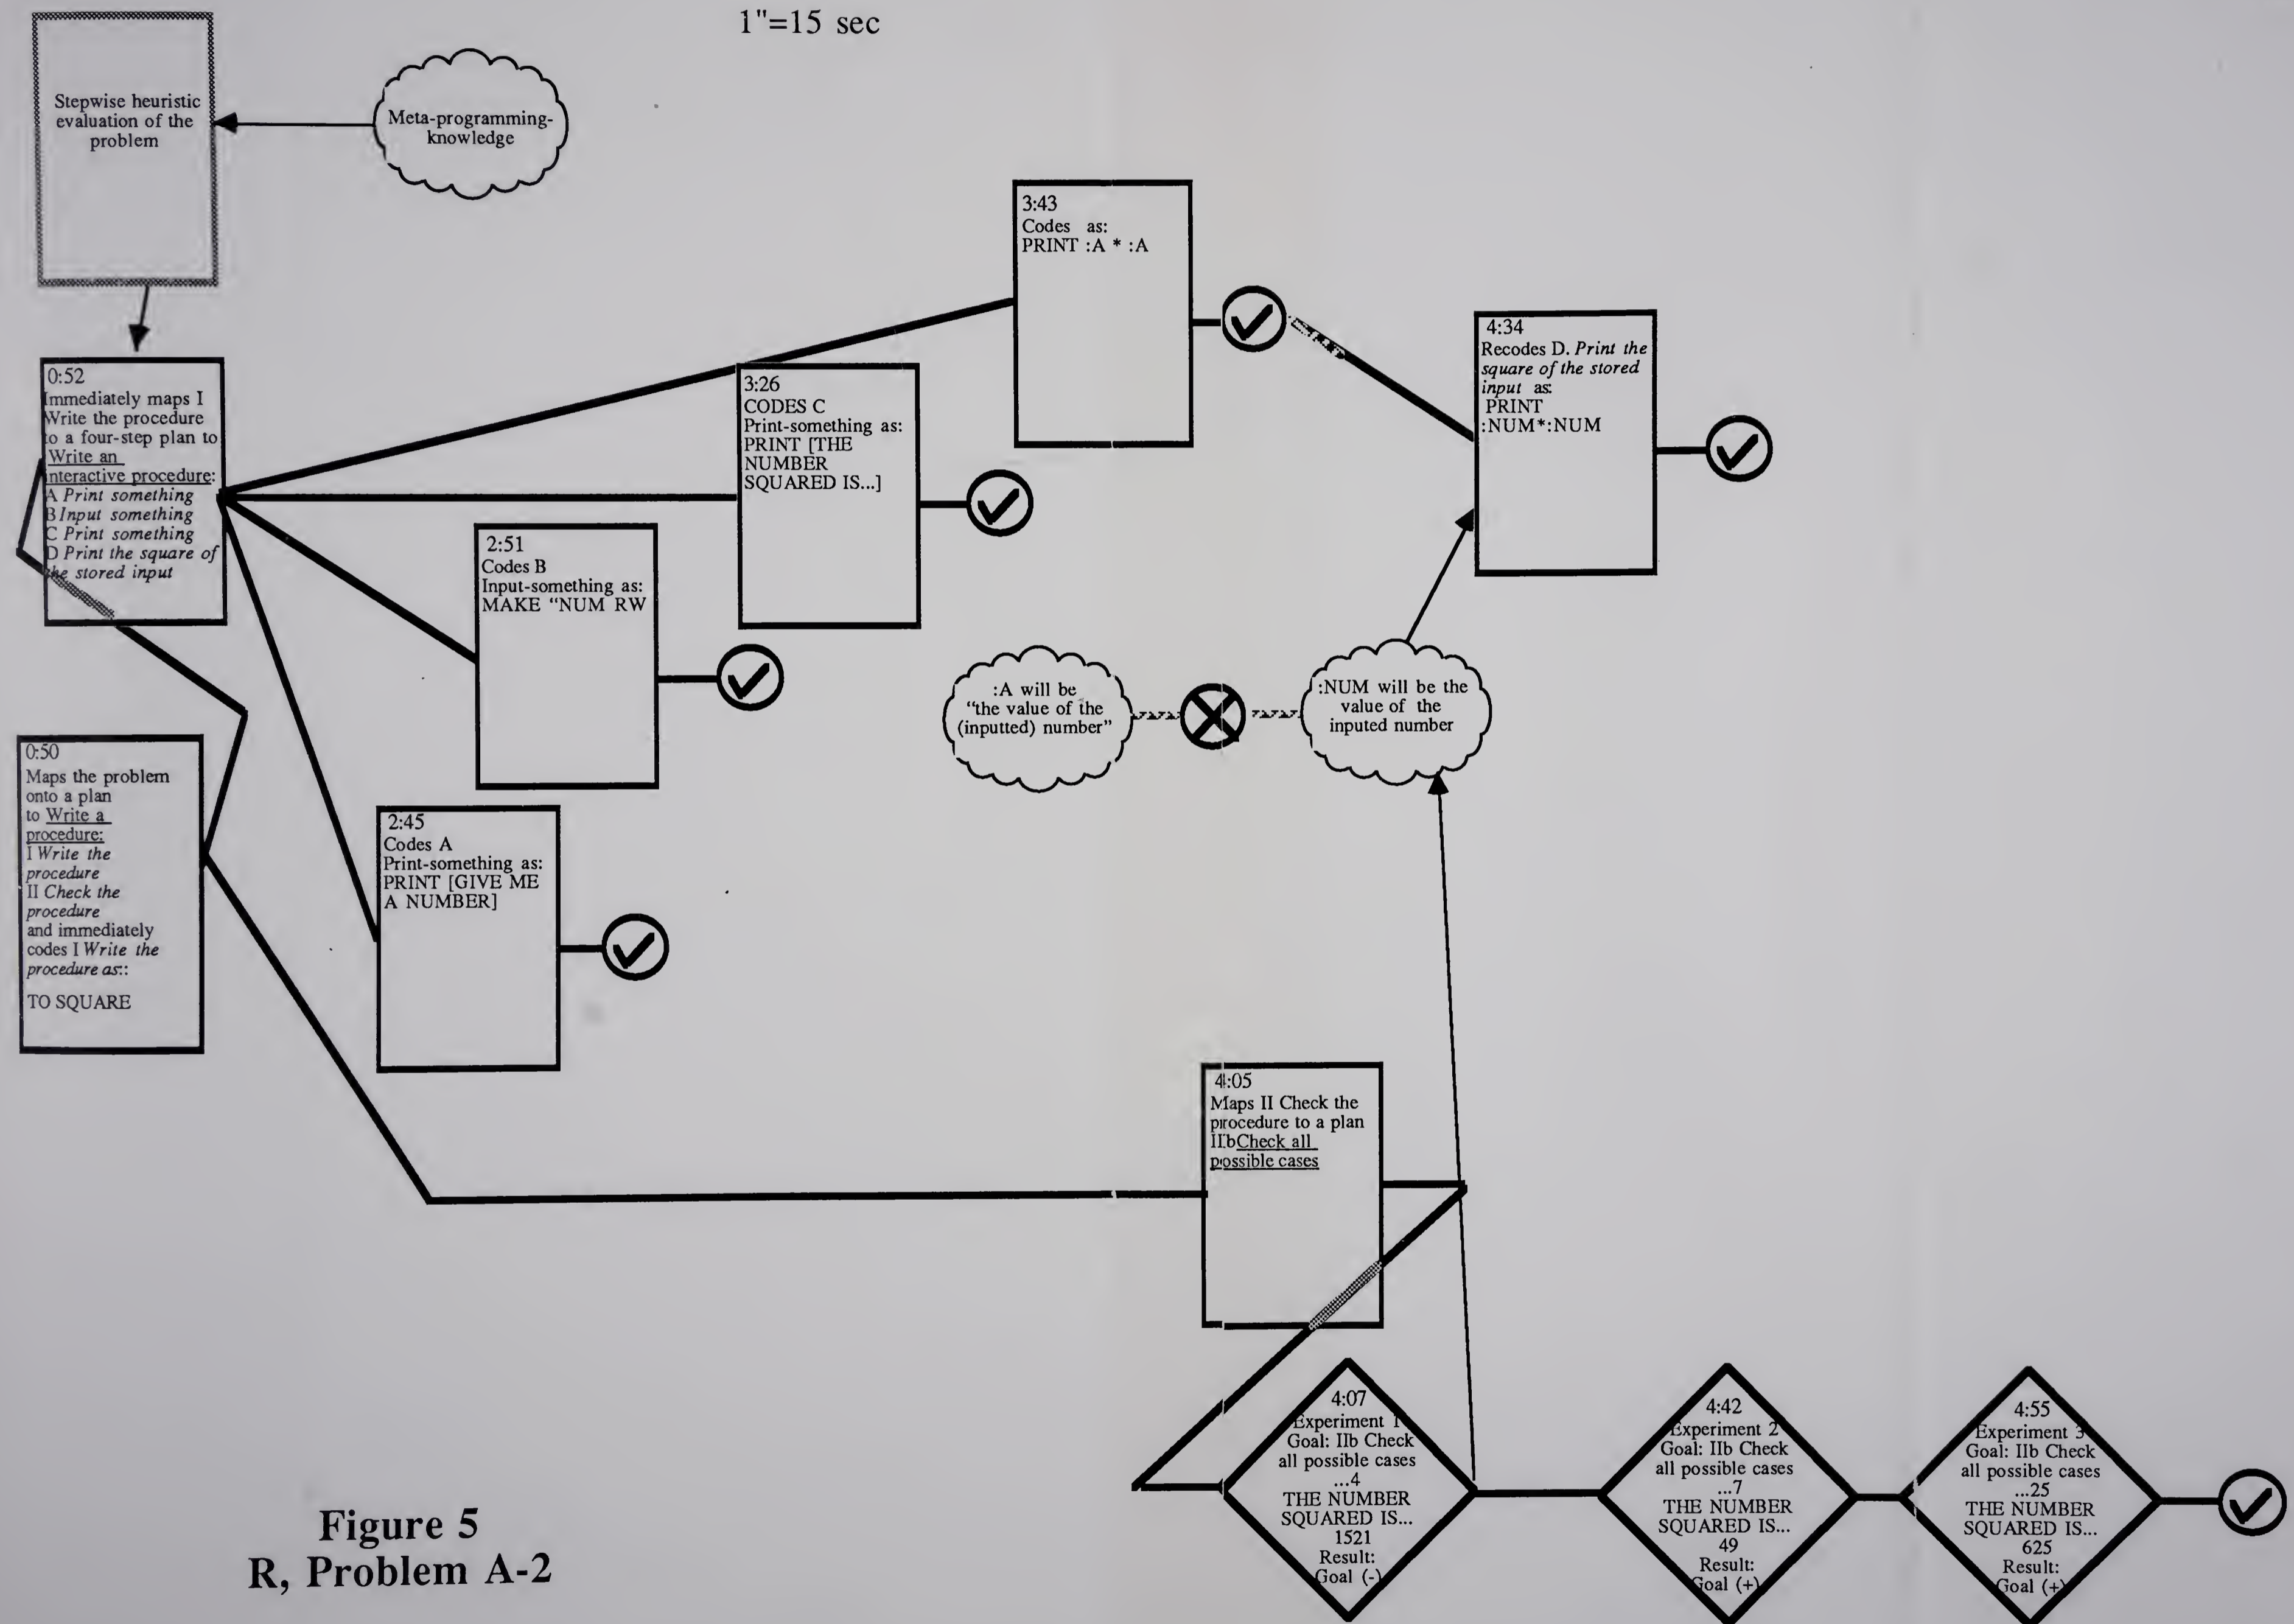 1"=15 sec
Stepwise heuristic
evaluation of the
problem
Meta-programming-
knowledge
0:52
Immediately maps I
Write the procedure
to a four-step plan to
Write an
interactive procedure:
A Print something
B Input something
C Print something
D Print the square of
the stored input
0:50
Maps the problem
onto a plan
to Write a
procedure:
I Write the
procedure
II Check the
procedure
and immediately
codes I Write the
procedure as::
TO SQUARE
2:45
Codes A
Print-something as:
PRINT [GIVE ME
A NUMBER]
2:51
Codes B
Input-something as:
MAKE “NUM RW
3:26
CODES C
Print-something as:
PRINT [THE
NUMBER
SQUARED IS...]
3:43
Codes as:
PRINT :A * :A
4:34
Recodes D. Print the
square of the stored
input as:
PRINT
:NUM*:NUM
:A will be
“the value of the
(inputted) number”
:NUM will be the
value of the
inputed number
4:05
Maps II Check the
procedure to a plan
IIb Check all
possible cases
4:07
Experiment 1
Goal: IIb Check
all possible cases
...4
THE NUMBER
SQUARED IS...
1521
Result:
Goal (-)
4:42
Experiment 2
Goal: IIb Check
all possible cases
...7
THE NUMBER
SQUARED IS...
49
Result:
Goal (+)
4:55
Experiment 3
Goal: IIb Check
all possible cases
...25
THE NUMBER
SQUARED IS...
625
Result:
Goal (+)
Figure 5
R, Problem A-2